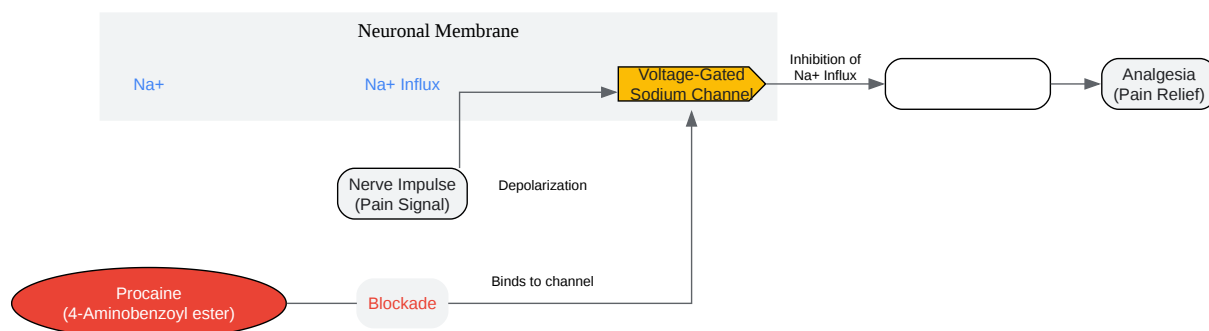 Neuronal Membrane
Na+
Na+ Influx
Voltage-Gated
Sodium Channel
Inhibition of
Na+ Influx
Analgesia
(Pain Relief)
Nerve Impulse
(Pain Signal)
Depolarization
Binds to channel
Procaine
(4-Aminobenzoyl ester)
Blockade